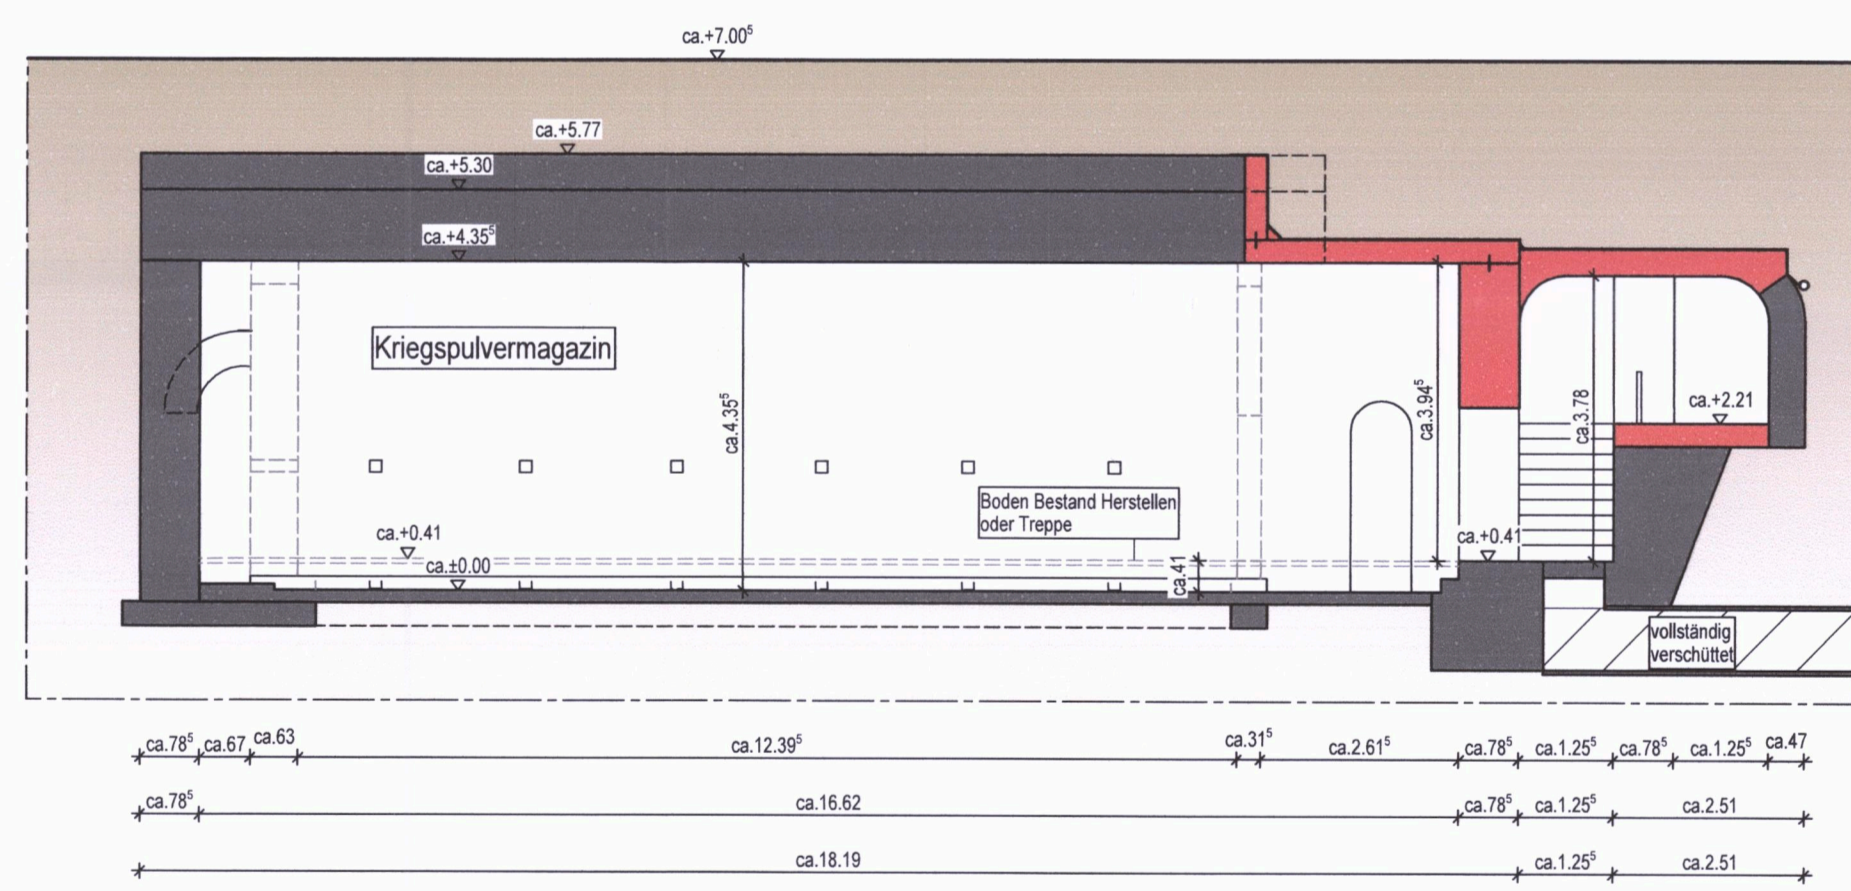 ca.+7.00⁵
ca.+5.77
ca.+5.30
ca.+4.35⁵
Kriegspulvermagazin
ca.4.35⁵
ca.3.94⁵
ca.3.78
ca.+2.21
Boden Bestand Herstellen
oder Treppe
ca.+0.41
ca.+0.41
ca.±0.00
ca.41
vollständig
verschüttet
ca.78⁵ ca.67 ca.63 ca.12.39⁵ ca.31⁵ ca.2.61⁵ ca.78⁵ ca.1.25⁵ ca.78⁵ ca.1.25⁵ ca.47
ca.78⁵ ca.16.62 ca.78⁵ ca.1.25⁵ ca.2.51
ca.18.19 ca.1.25⁵ ca.2.51